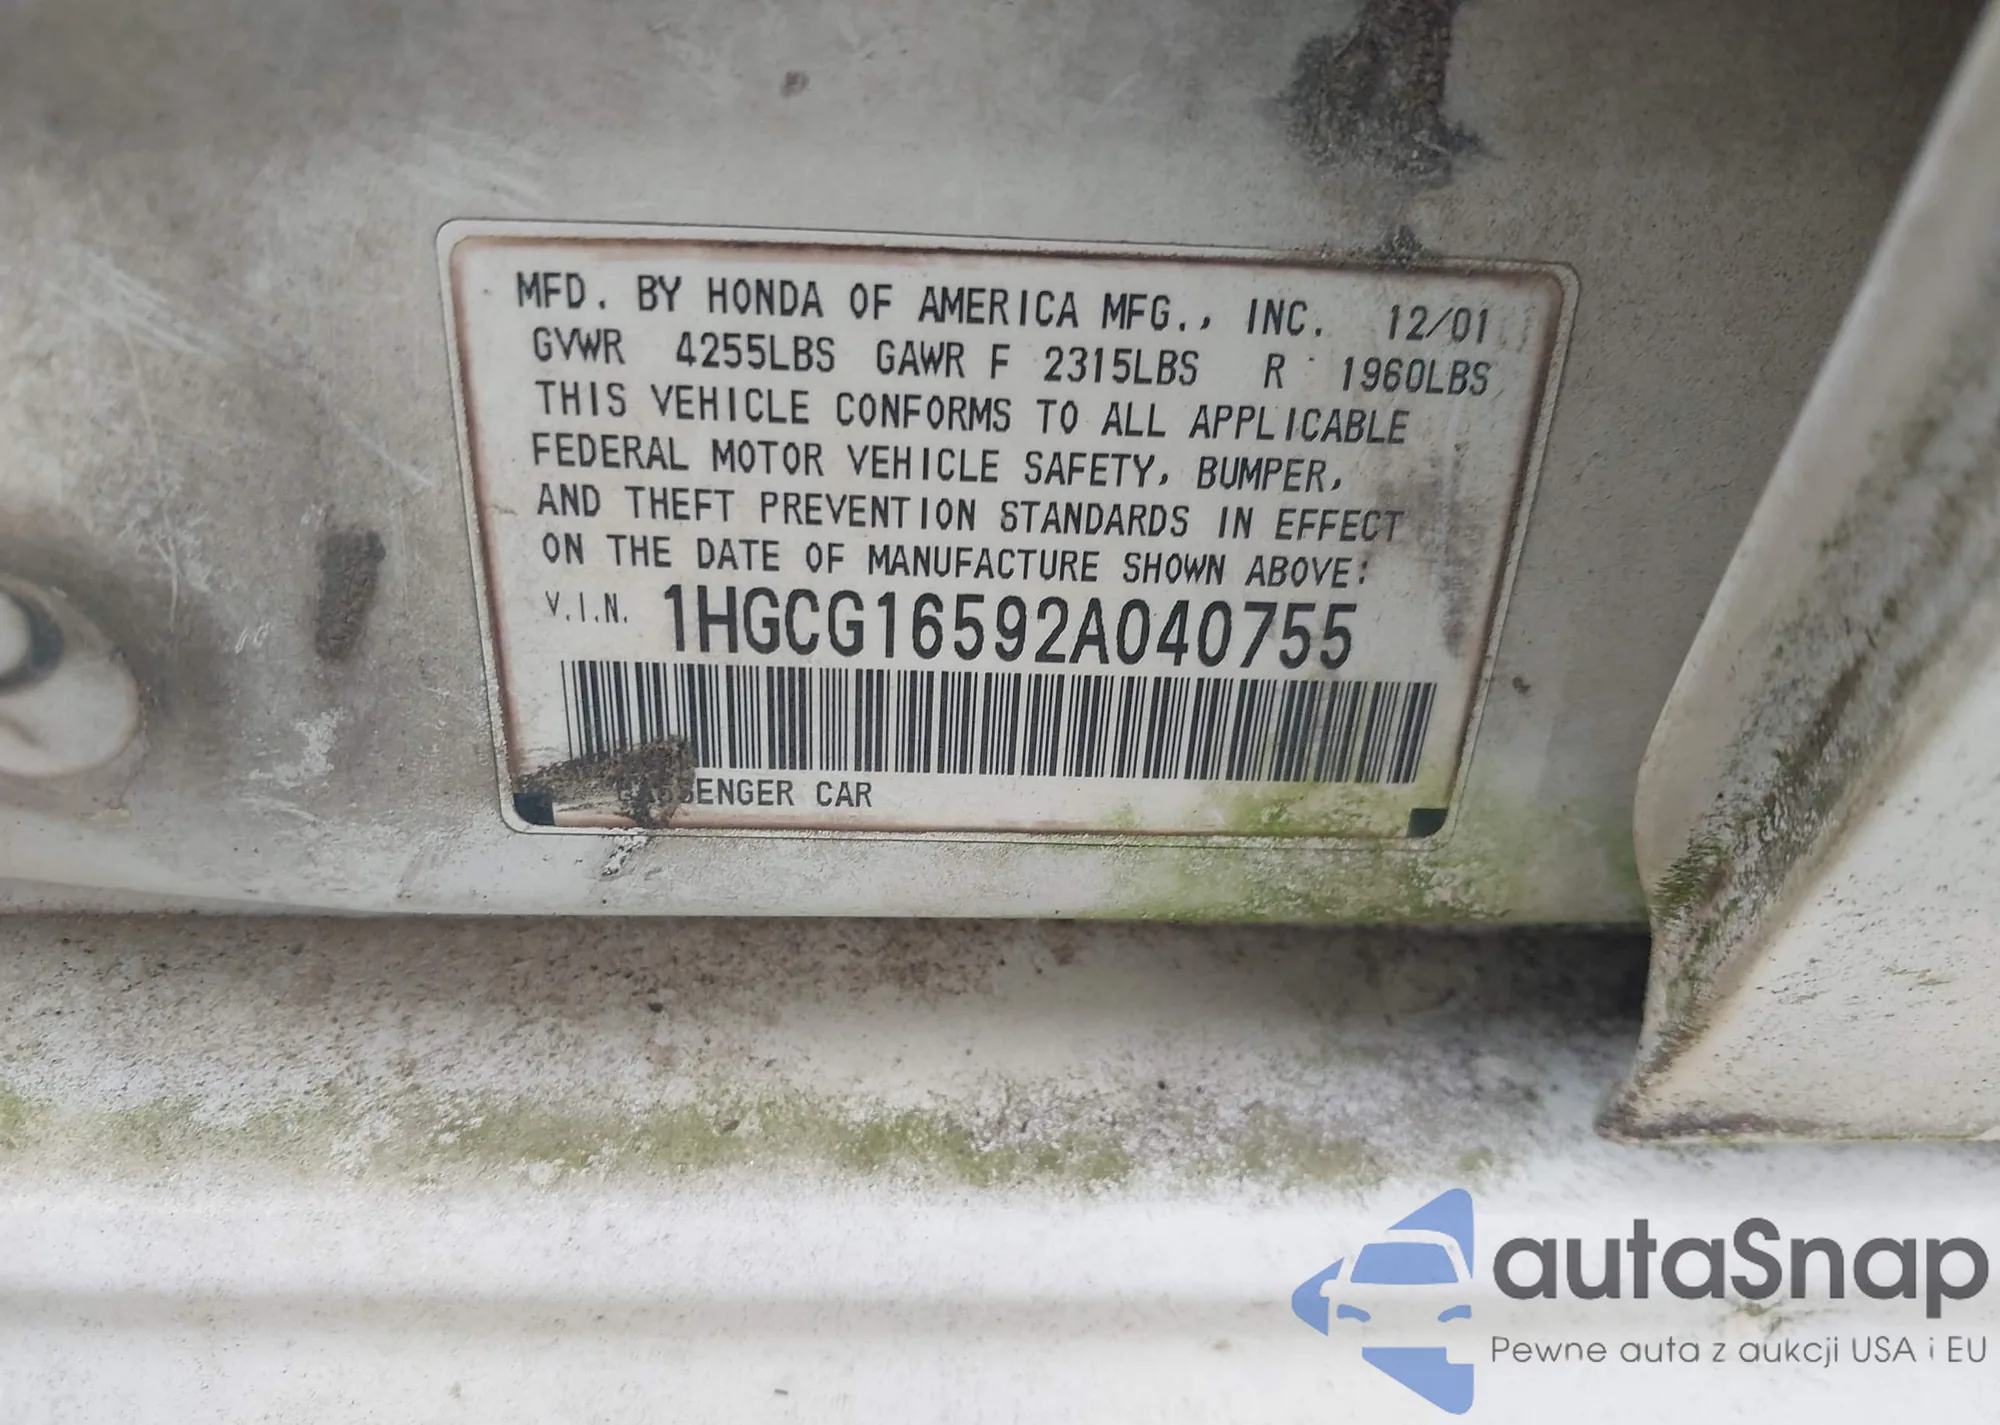 MFD. BY HONDA OF AMERICA MFG., INC. 12/01
GVWR 4255LBS GAWR F 2315LBS R 1960LBS
THIS VEHICLE CONFORMS TO ALL APPLICABLE
FEDERAL MOTOR VEHICLE SAFETY, BUMPER,
AND THEFT PREVENTION STANDARDS IN EFFECT
ON THE DATE OF MANUFACTURE SHOWN ABOVE:
V.I.N. 1HGCG16592A040755
PASSENGER CAR
autaSnap
Pewne auta z aukcji USA i EU